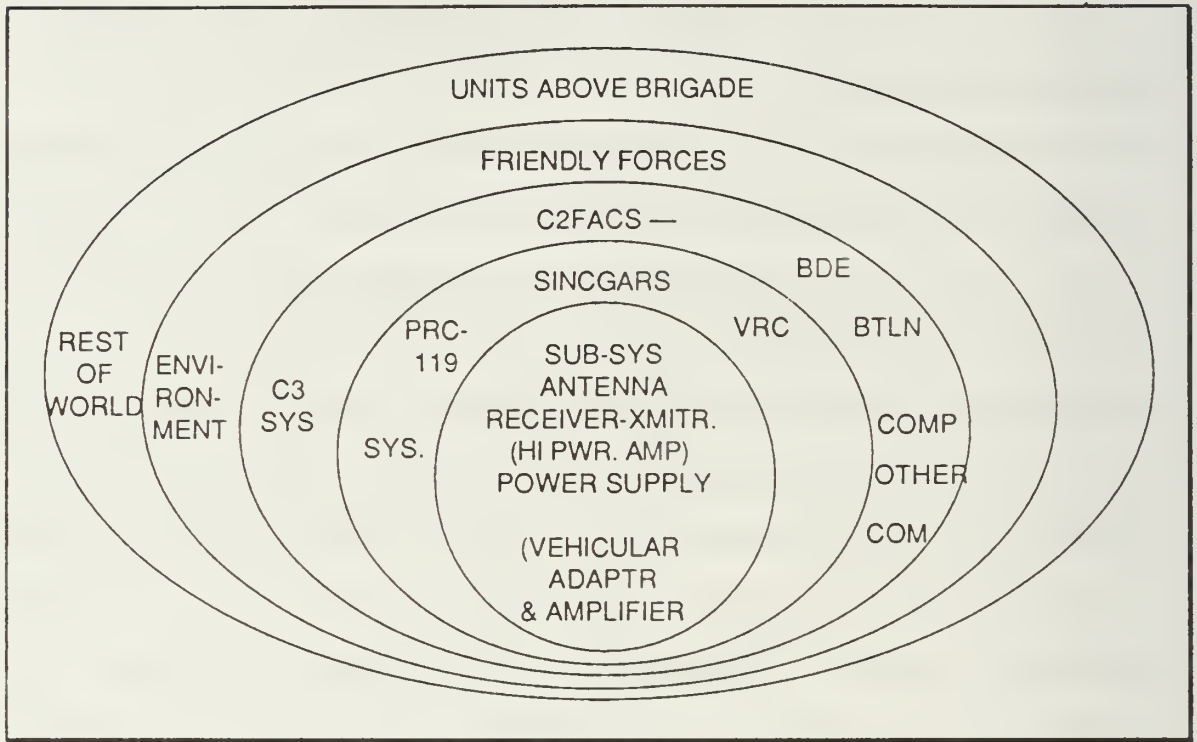 UNITS ABOVE BRIGADE
FRIENDLY FORCES
C2FACS —
SINCGARS
BDE
PRC-
119
VRC
BTLN
REST
OF
WORLD
ENVI-
RON-
MENT
C3
SYS
SYS.
SUB-SYS
ANTENNA
RECEIVER-XMITR.
(HI PWR. AMP)
POWER SUPPLY
(VEHICULAR
ADAPTR
& AMPLIFIER
COMP
OTHER
COM